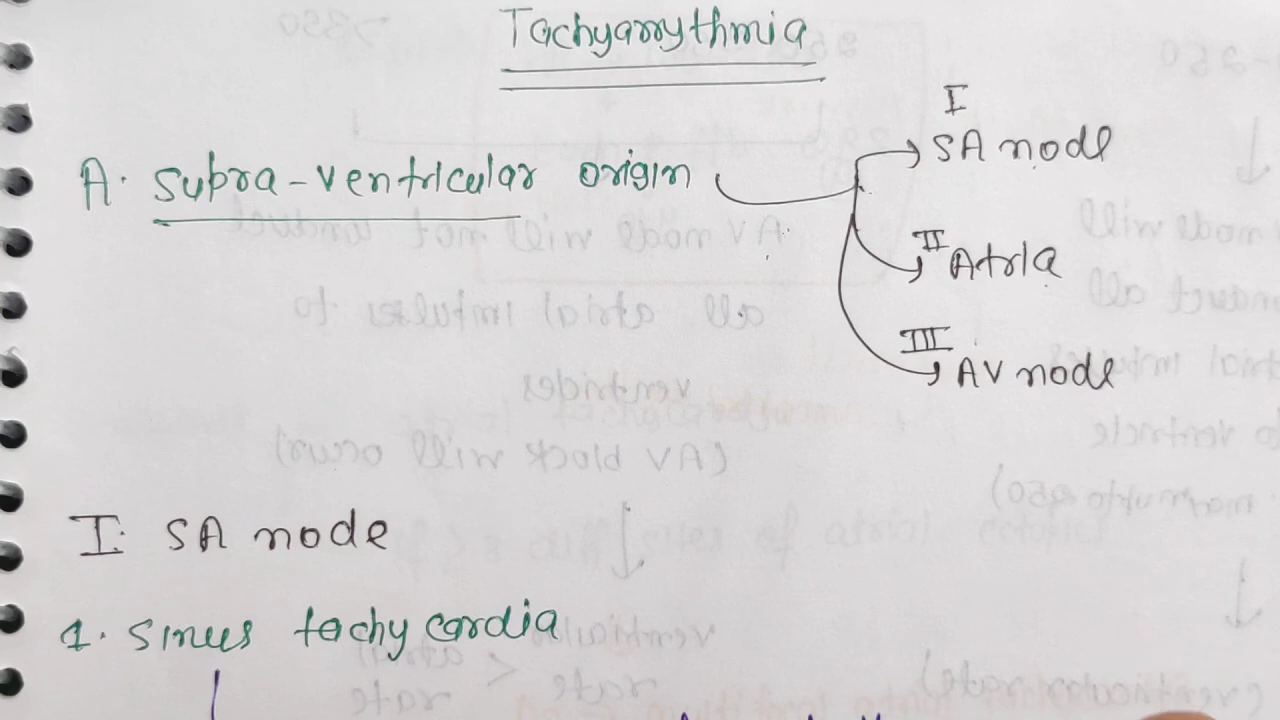 Tachyarrythmia
A. Supra-ventricular origin
I
SA node
II Atria
III
AV node
I. SA node
1. Sinus tachycardia